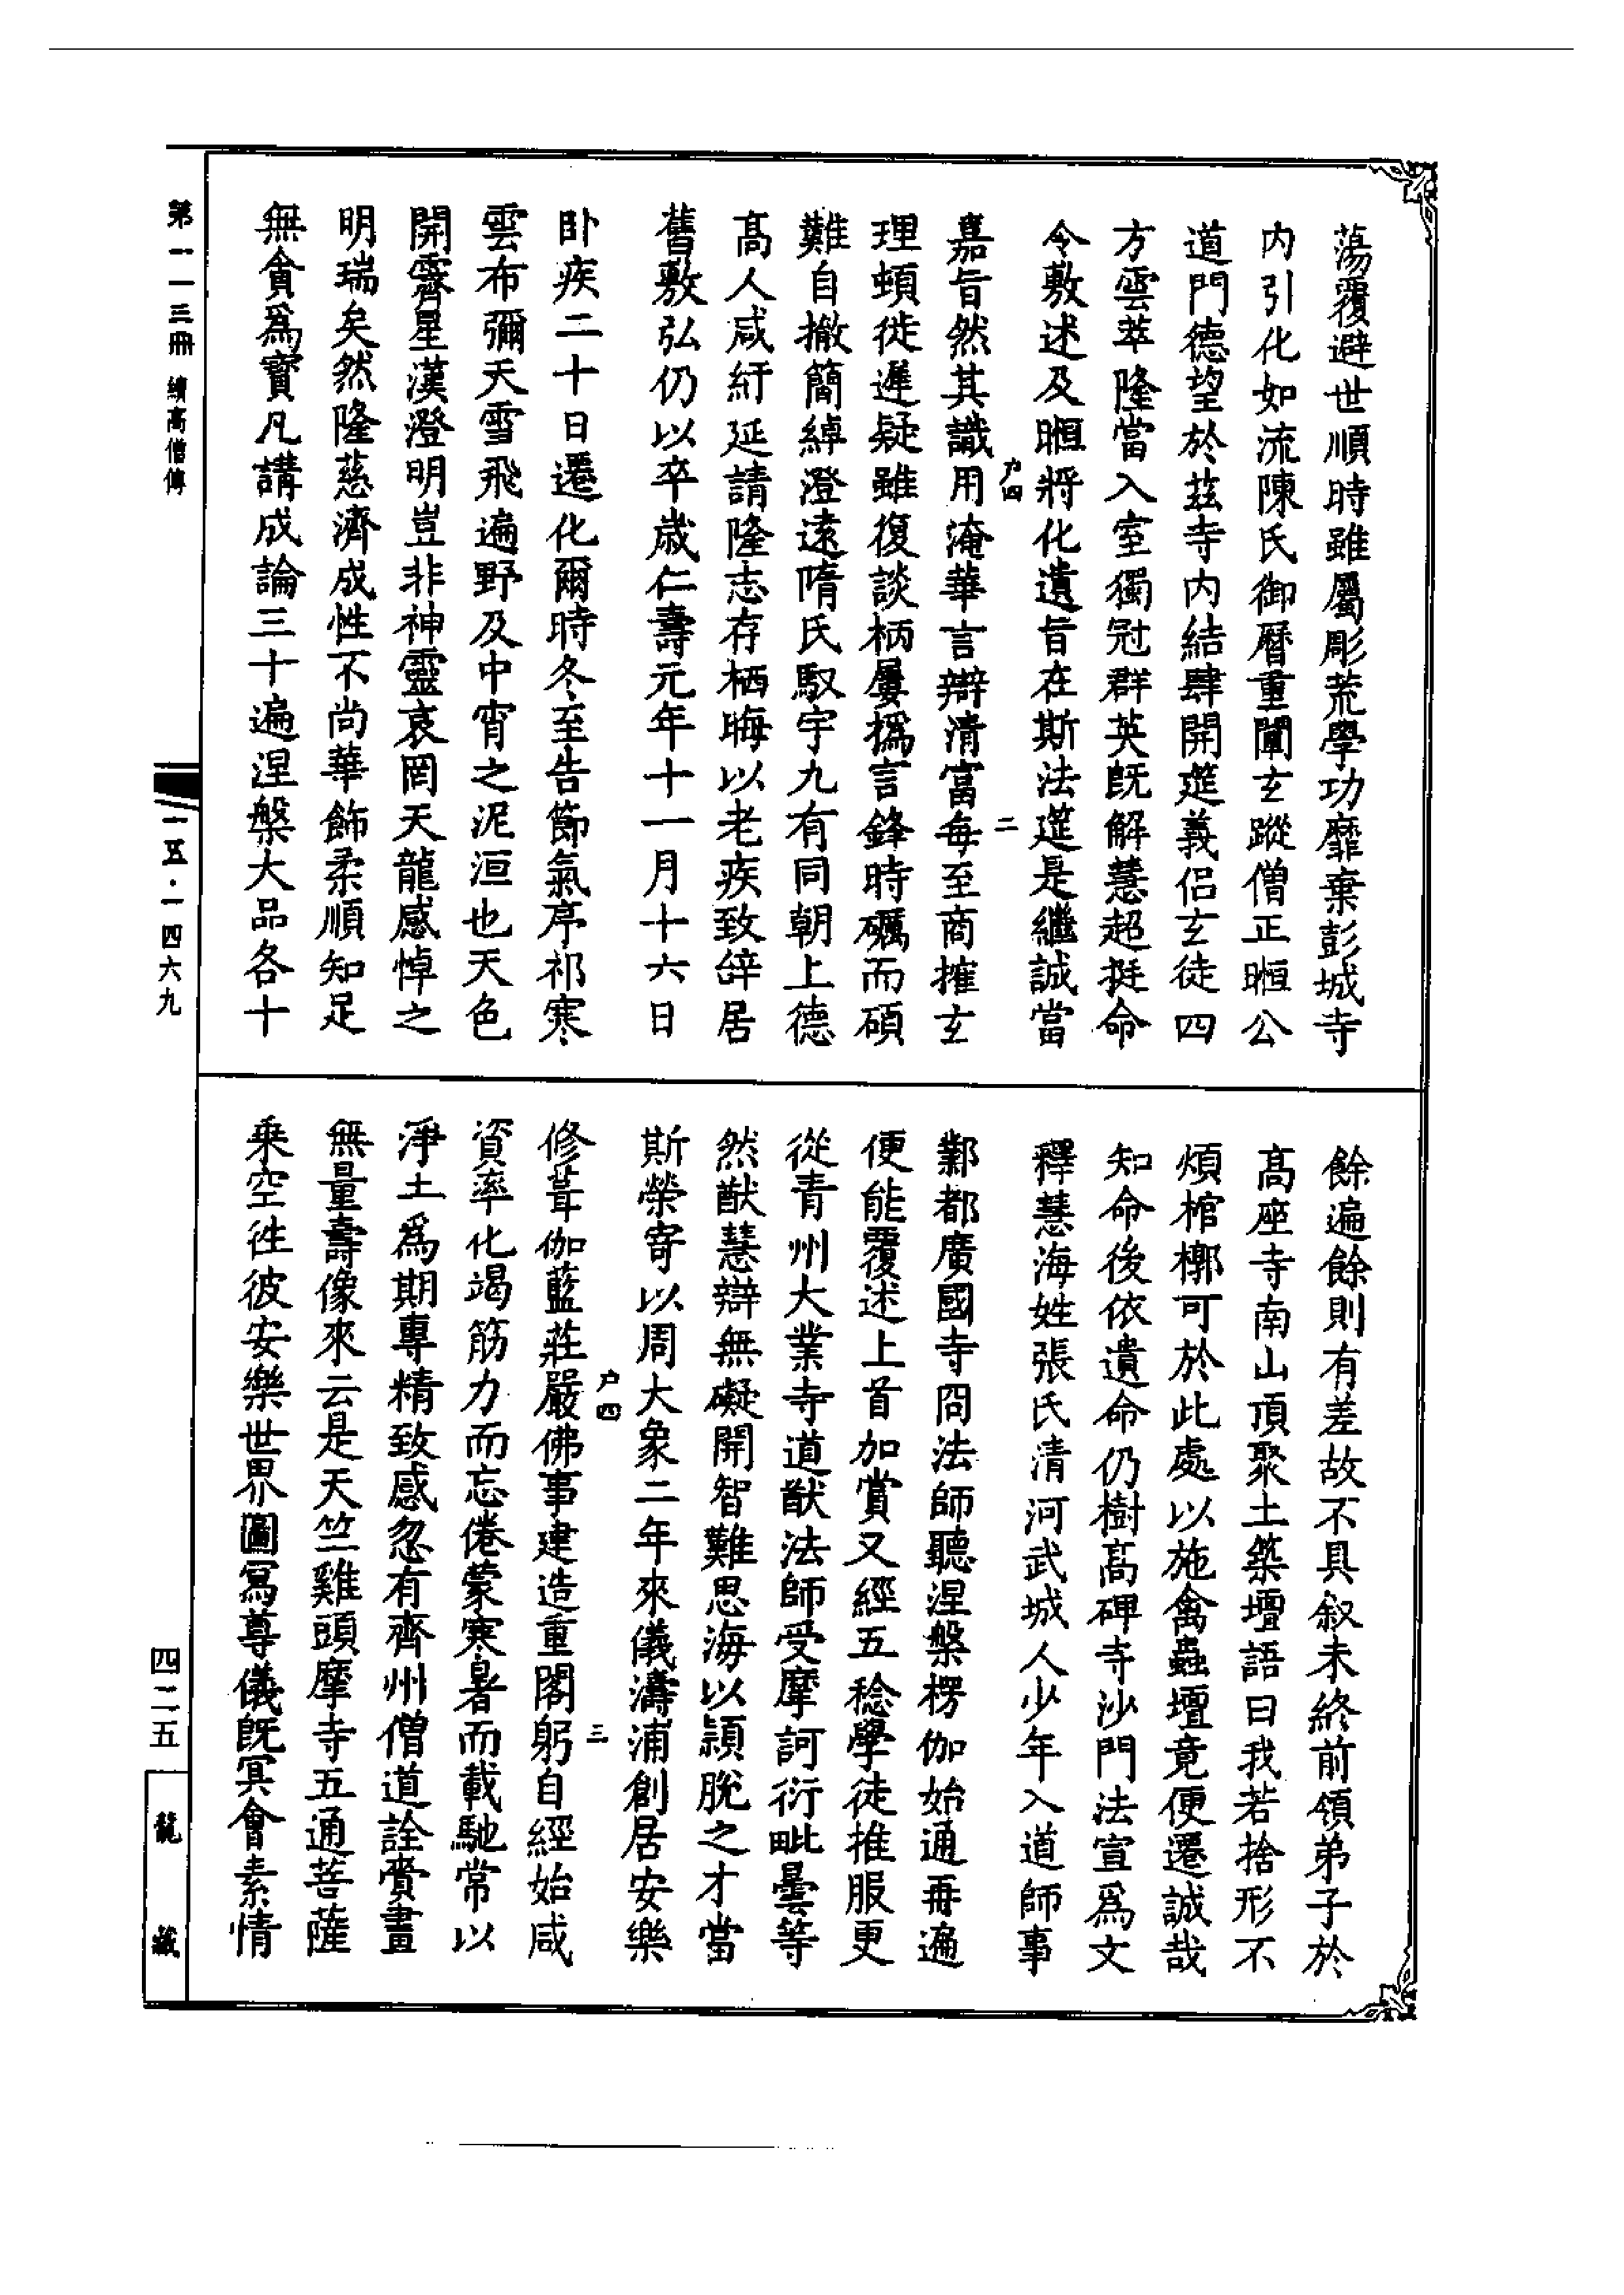 蕩覆避世順時雖屬彫荒學功靡棄彭城寺
内引化如流陳氏御曆重闡玄蹤僧正暅公
道門德望於茲寺内結肆開筵義侶玄徒四
方雲萃隆當入室獨冠群英旣解慧超挺命
令敷述及暅將化遺旨在斯法筵是繼誠當
户四
二
嘉旨然其識用淹華言辯清富每至商搉玄
理頓徙遲疑雖復談柄屢撝言鋒時礪而碩
難自撤簡綽澄遠隋氏馭宇九有同朝上德
高人咸紆延請隆志存栖晦以老疾致辝居
舊敷弘仍以卒歲仁壽元年十一月十六日
卧疾二十日遷化爾時冬至告節氣序祁寒
雲布彌天雪飛遍野及中宵之泥洹也天色
開霽星漢澄明豈非神靈哀罔天龍感悼之
明瑞矣然隆慈濟成性不尚華飾柔順知足
無貪爲寳凡講成論三十遍涅槃大品各十
餘遍餘則有差故不具叙未終前領弟子於
高座寺南山頂聚土築壇語曰我若捨形不
煩棺槨可於此處以施禽蟲壇竟便遷誠哉
知命後依遺命仍樹高碑寺沙門法宣爲文
釋慧海姓張氏清河武城人少年入道師事
鄴都廣國寺冏法師聽涅槃楞伽始通再遍
便能覆述上首加賞又經五稔學徒推服更
從青州大業寺道猷法師受摩訶衍毗曇等
然猷慧辯無礙開智難思海以頴脫之才當
斯榮寄以周大象二年來儀濤浦創居安樂
户四
三
修葺伽藍莊嚴佛事建造重閣躬自經始咸
資率化竭筋力而忘倦蒙寒暑而載馳常以
淨土爲期專精致感忽有齊州僧道詮賫畫
無量壽像來云是天竺雞頭摩寺五通菩薩
乗空徃彼安樂世界圖寫尊儀旣冥會素情
第一一三冊 續高僧傳
一五·一四六九
四二五
龍藏